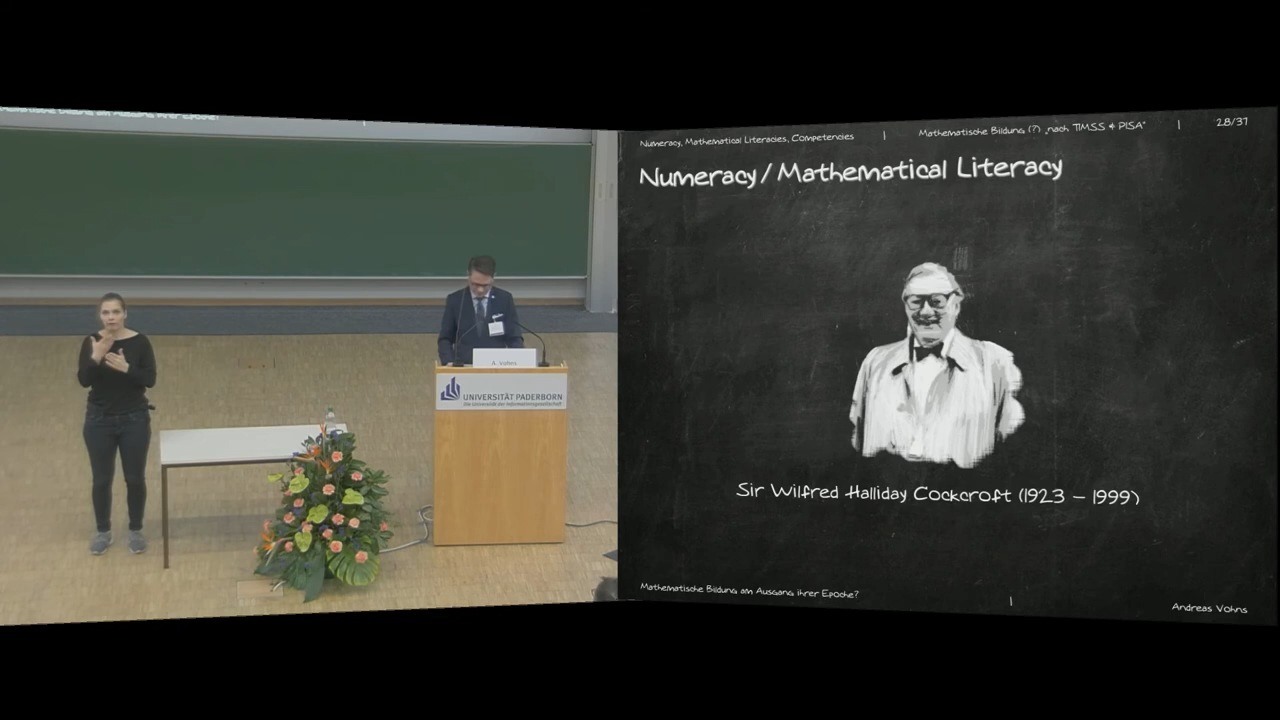 A. Vohns
UNIVERSITÄT PADERBORN
Die Universität der Informationsgesellschaft
Numeracy, Mathematical Literacies, Competencies | Mathematische Bildung (?) „nach TIMSS & PISA“ | 28/37
Numeracy / Mathematical Literacy
Sir Wilfred Halliday Cockcroft (1923 – 1999)
Mathematische Bildung am Ausgang ihrer Epoche? | Andreas Vohns